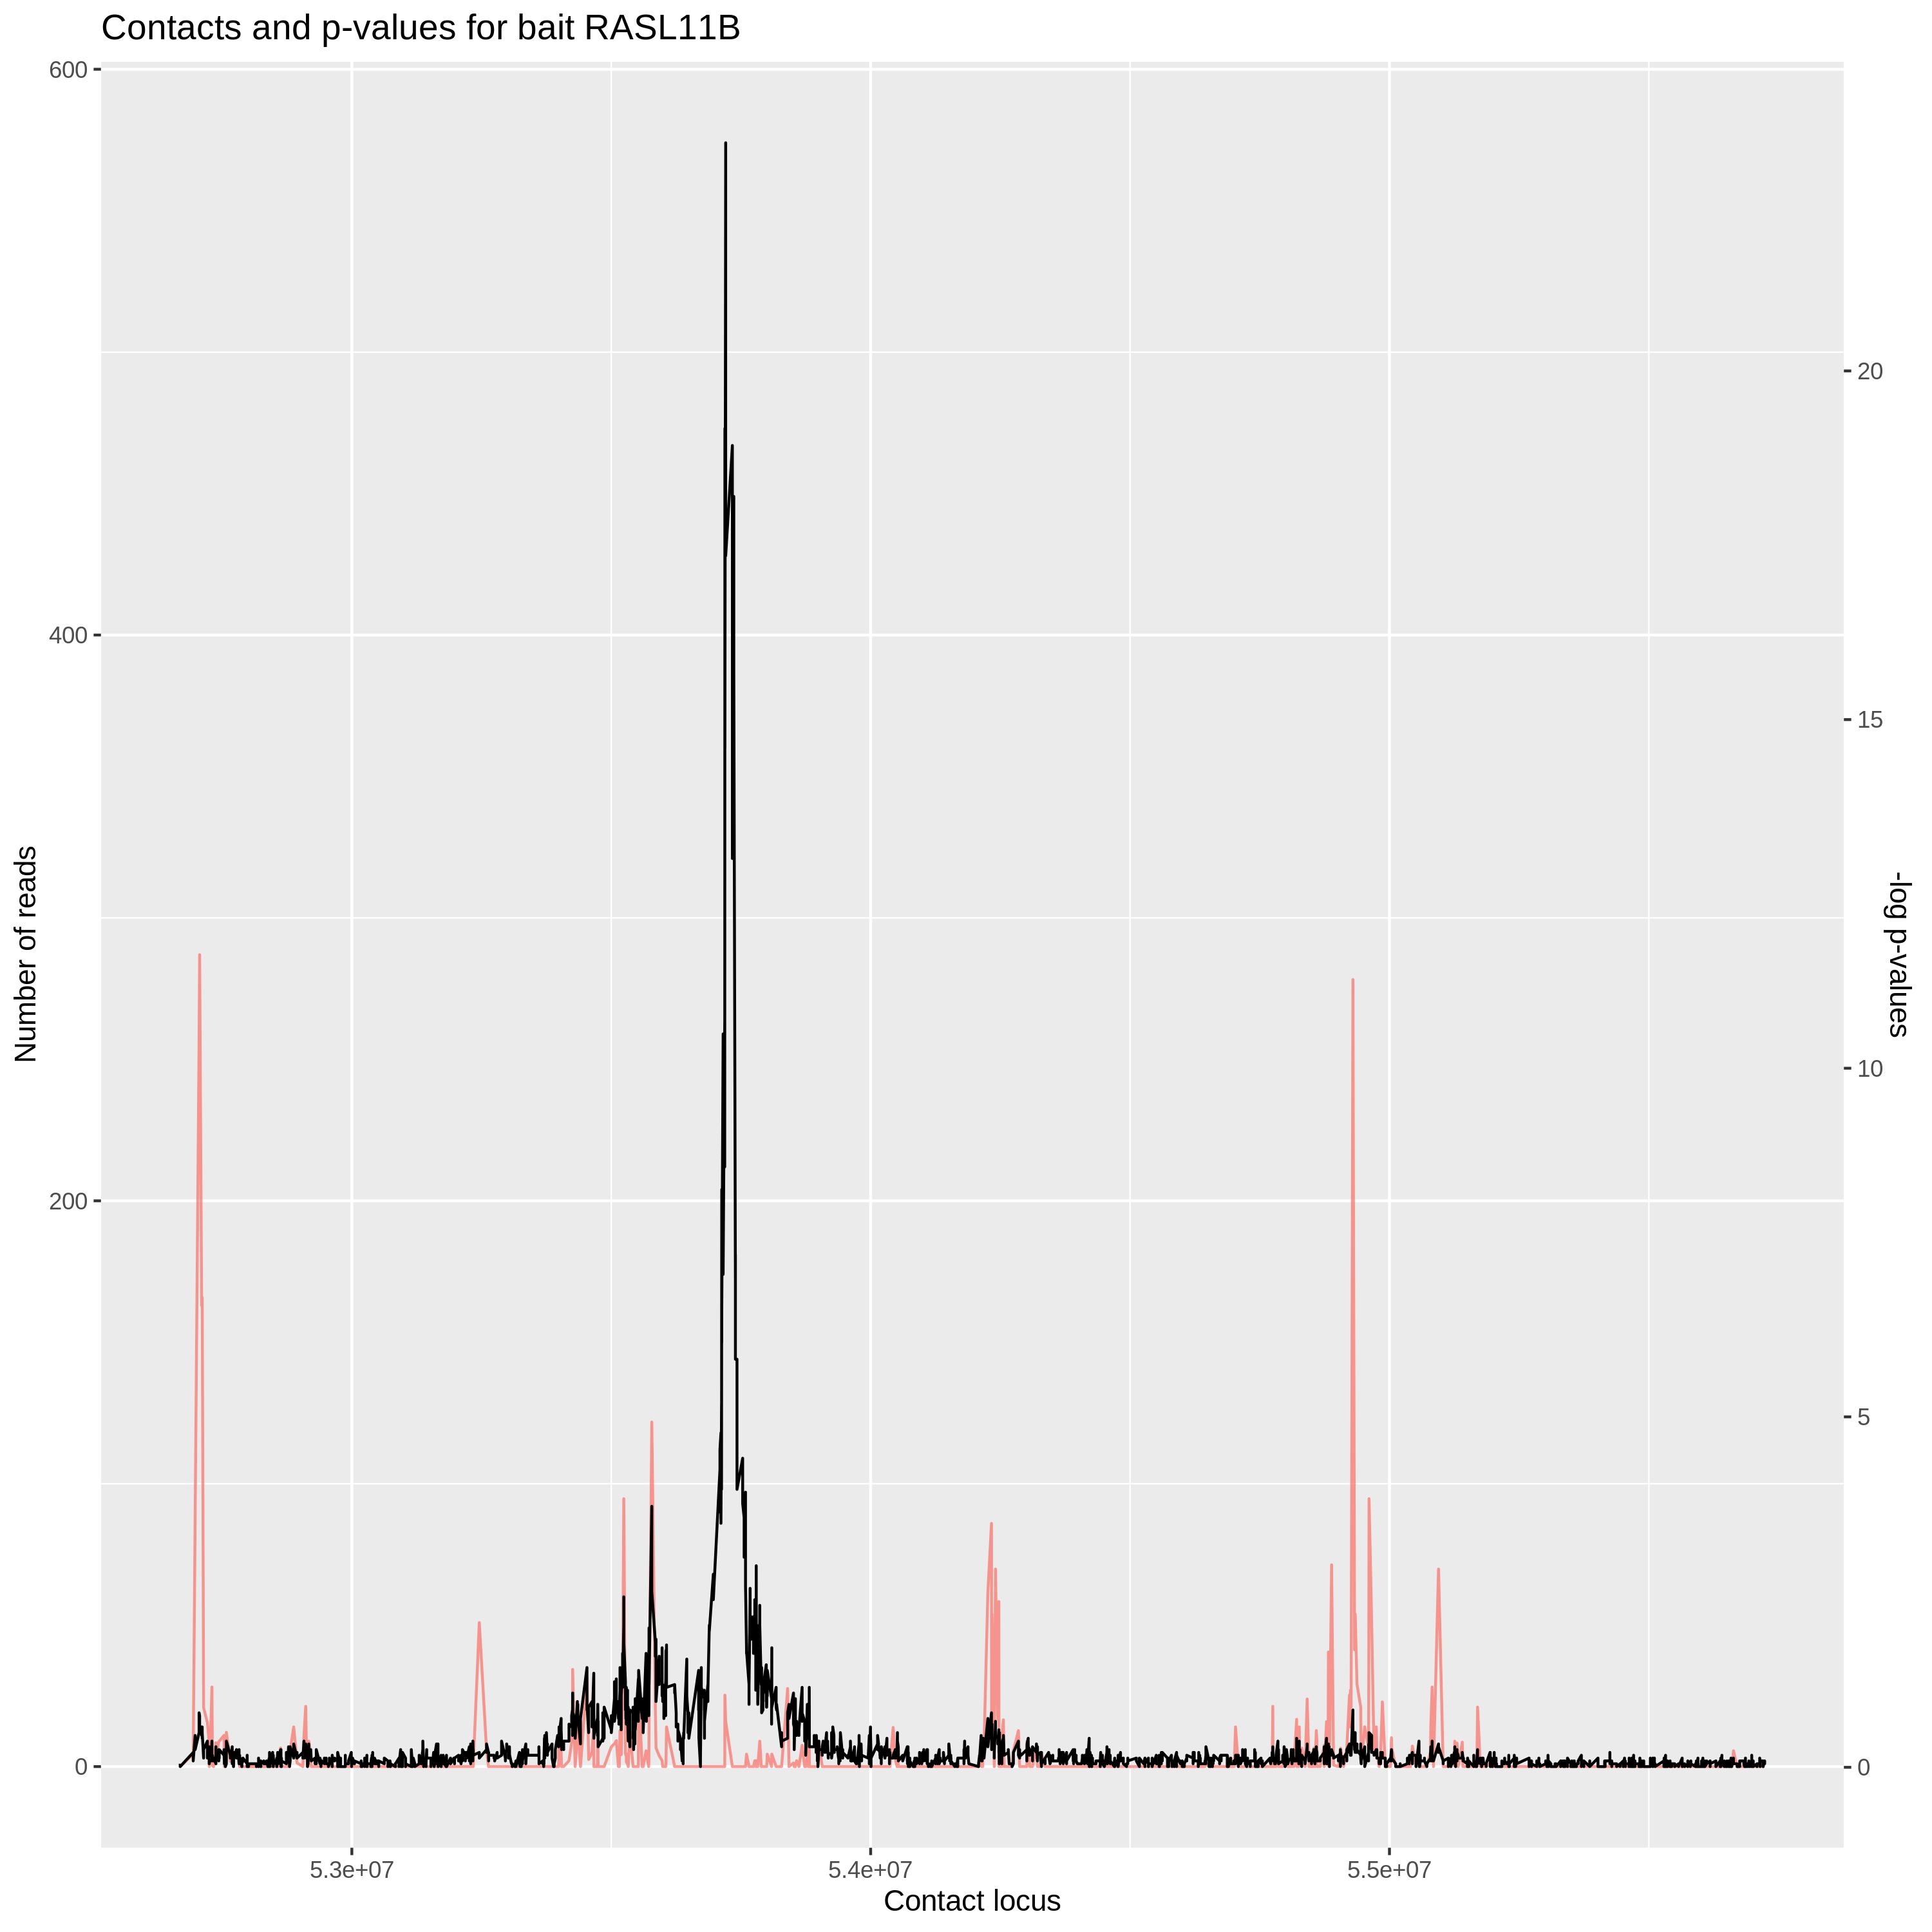 Contacts and p-values for bait RASL11B
600
400
200
0
Number of reads
20
15
10
5
0
-log p-values
5.3e+07
5.4e+07
5.5e+07
Contact locus